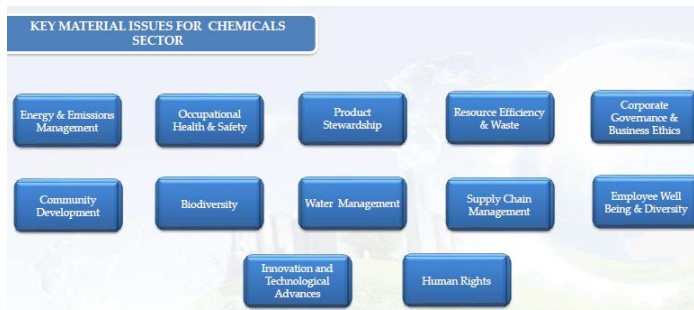 KEY MATERIAL ISSUES FOR CHEMICALS
SECTOR
Energy & Emissions
Management
Occupational
Health & Safety
Product
Stewardship
Resource Efficiency
& Waste
Corporate
Governance &
Business Ethics
Community
Development
Biodiversity
Water Management
Supply Chain
Management
Employee Well
Being & Diversity
Innovation and
Technological
Advances
Human Rights